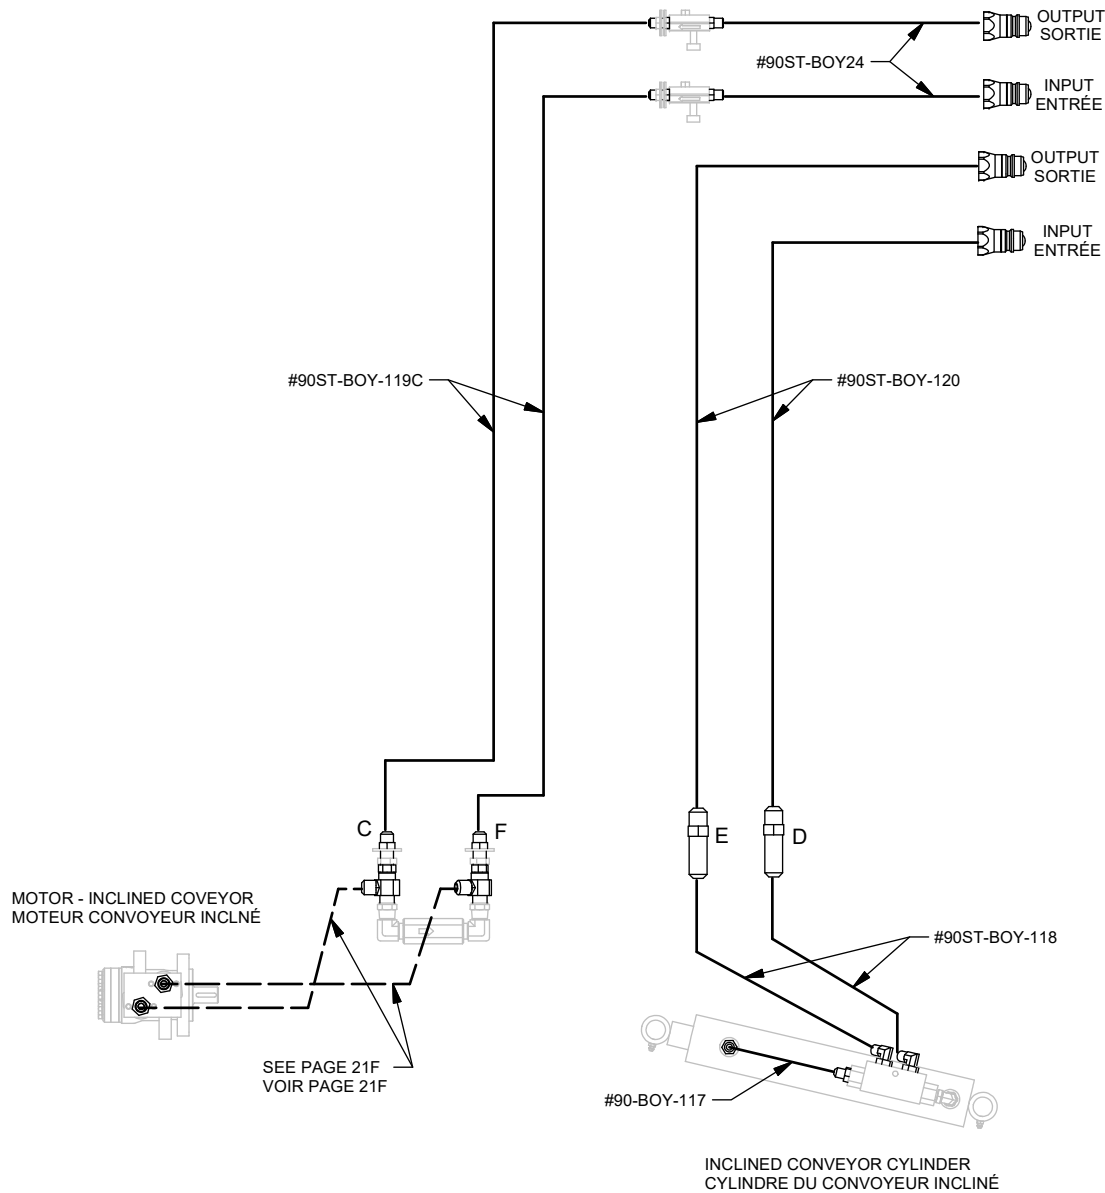 OUTPUT
SORTIE
#90ST-BOY24
INPUT
ENTRÉE
OUTPUT
SORTIE
INPUT
ENTRÉE
#90ST-BOY-119C
#90ST-BOY-120
C
F
E
D
MOTOR - INCLINED COVEYOR
MOTEUR CONVOYEUR INCLNÉ
#90ST-BOY-118
SEE PAGE 21F
VOIR PAGE 21F
#90-BOY-117
INCLINED CONVEYOR CYLINDER
CYLINDRE DU CONVOYEUR INCLINÉ